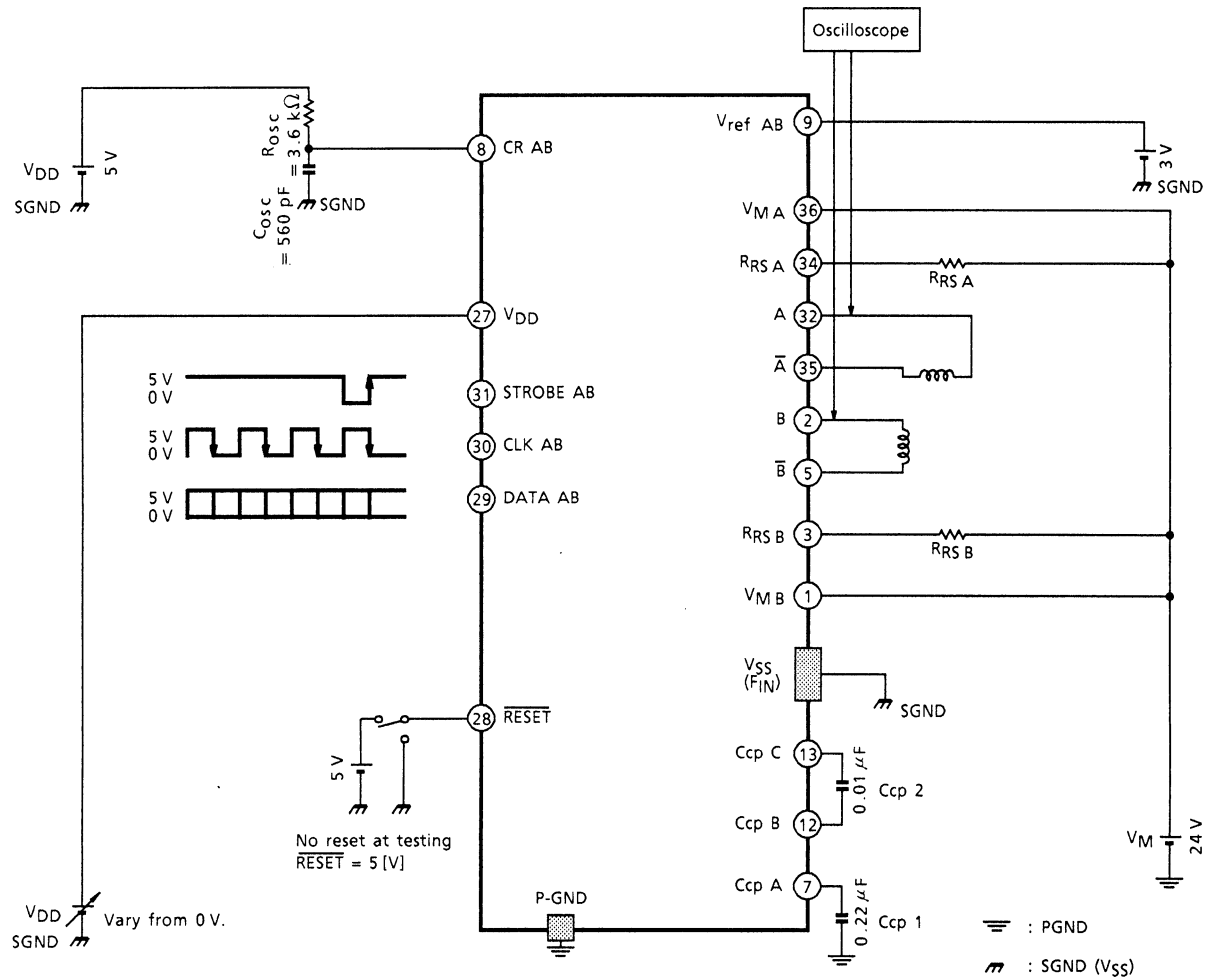 Oscilloscope
VDD
5 V
SGND
Rosc = 3.6 kΩ
Cosc = 560 pF
SGND
8
CR AB
Vref AB
9
3 V
SGND
VM A
36
RRS A
34
RRS A
A
32
A̅
35
B
2
B̅
5
RRS B
3
RRS B
VM B
1
27
VDD
5 V
0 V
31
STROBE AB
5 V
0 V
30
CLK AB
5 V
0 V
29
DATA AB
VSS
(FIN)
SGND
28
R̅E̅S̅E̅T̅
5 V
No reset at testing
R̅E̅S̅E̅T̅ = 5 [V]
Ccp C
13
0.01 μF
Ccp 2
Ccp B
12
Ccp A
7
0.22 μF
Ccp 1
VM
24 V
P-GND
VDD
SGND
Vary from 0 V.
: PGND
: SGND (VSS)